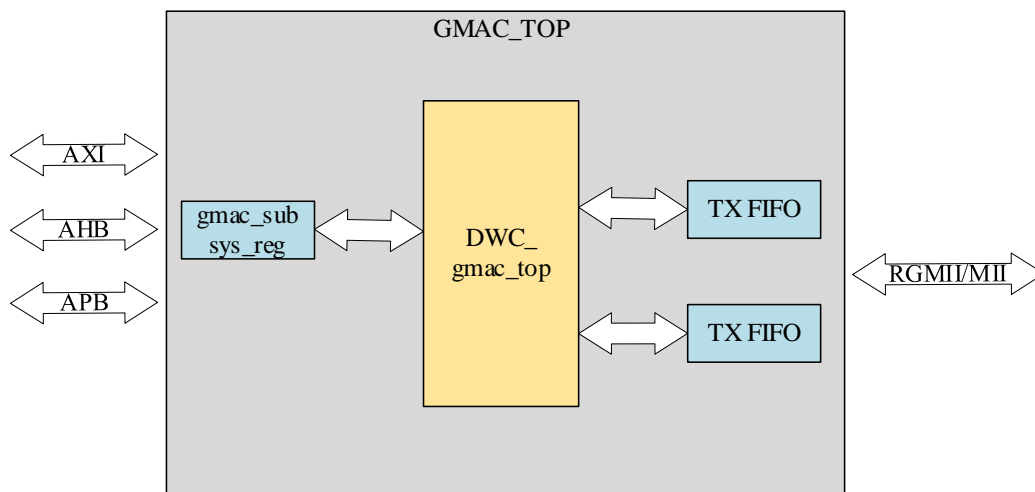 GMAC_TOP
AXI
AHB
APB
gmac_sub
sys_reg
DWC_
gmac_top
TX FIFO
TX FIFO
RGMII/MII